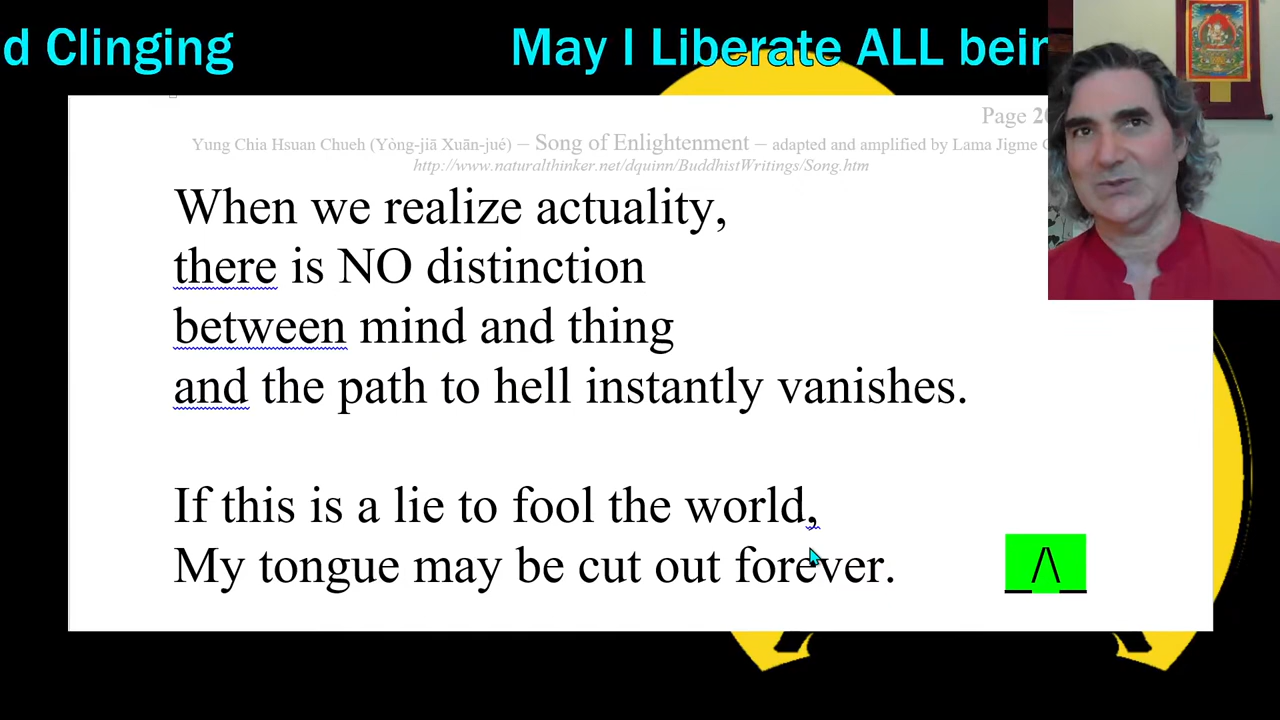 d Clinging May I Liberate ALL bein
Page 20
Yung Chia Hsuan Chueh (Yòng-jiā Xuān-jué) – Song of Enlightenment – adapted and amplified by Lama Jigme
http://www.naturalthinker.net/dquinn/BuddhistWritings/Song.htm
When we realize actuality,
there is NO distinction
between mind and thing
and the path to hell instantly vanishes.
If this is a lie to fool the world,
My tongue may be cut out forever.
_/\_